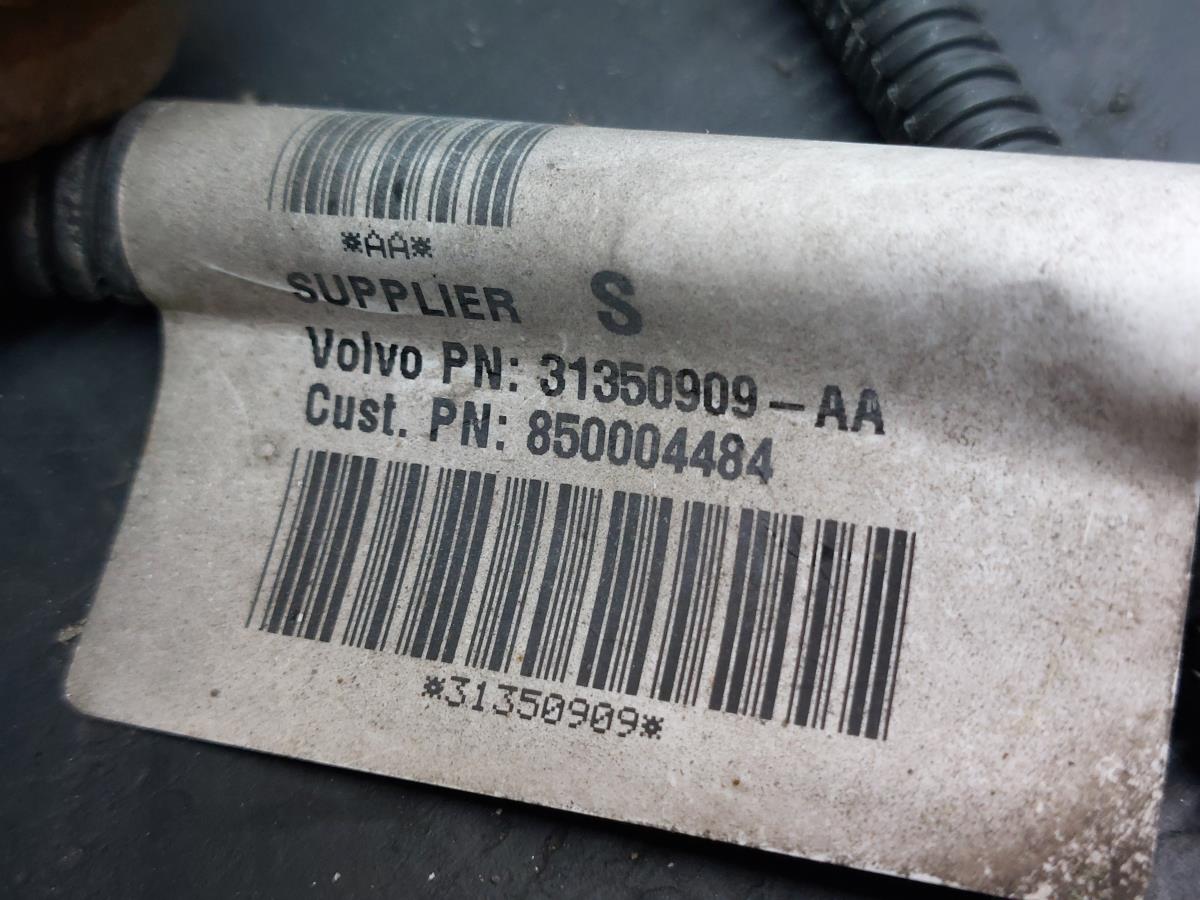 *AA*
SUPPLIER S
Volvo PN: 31350909-AA
Cust. PN: 850004484
*31350909*